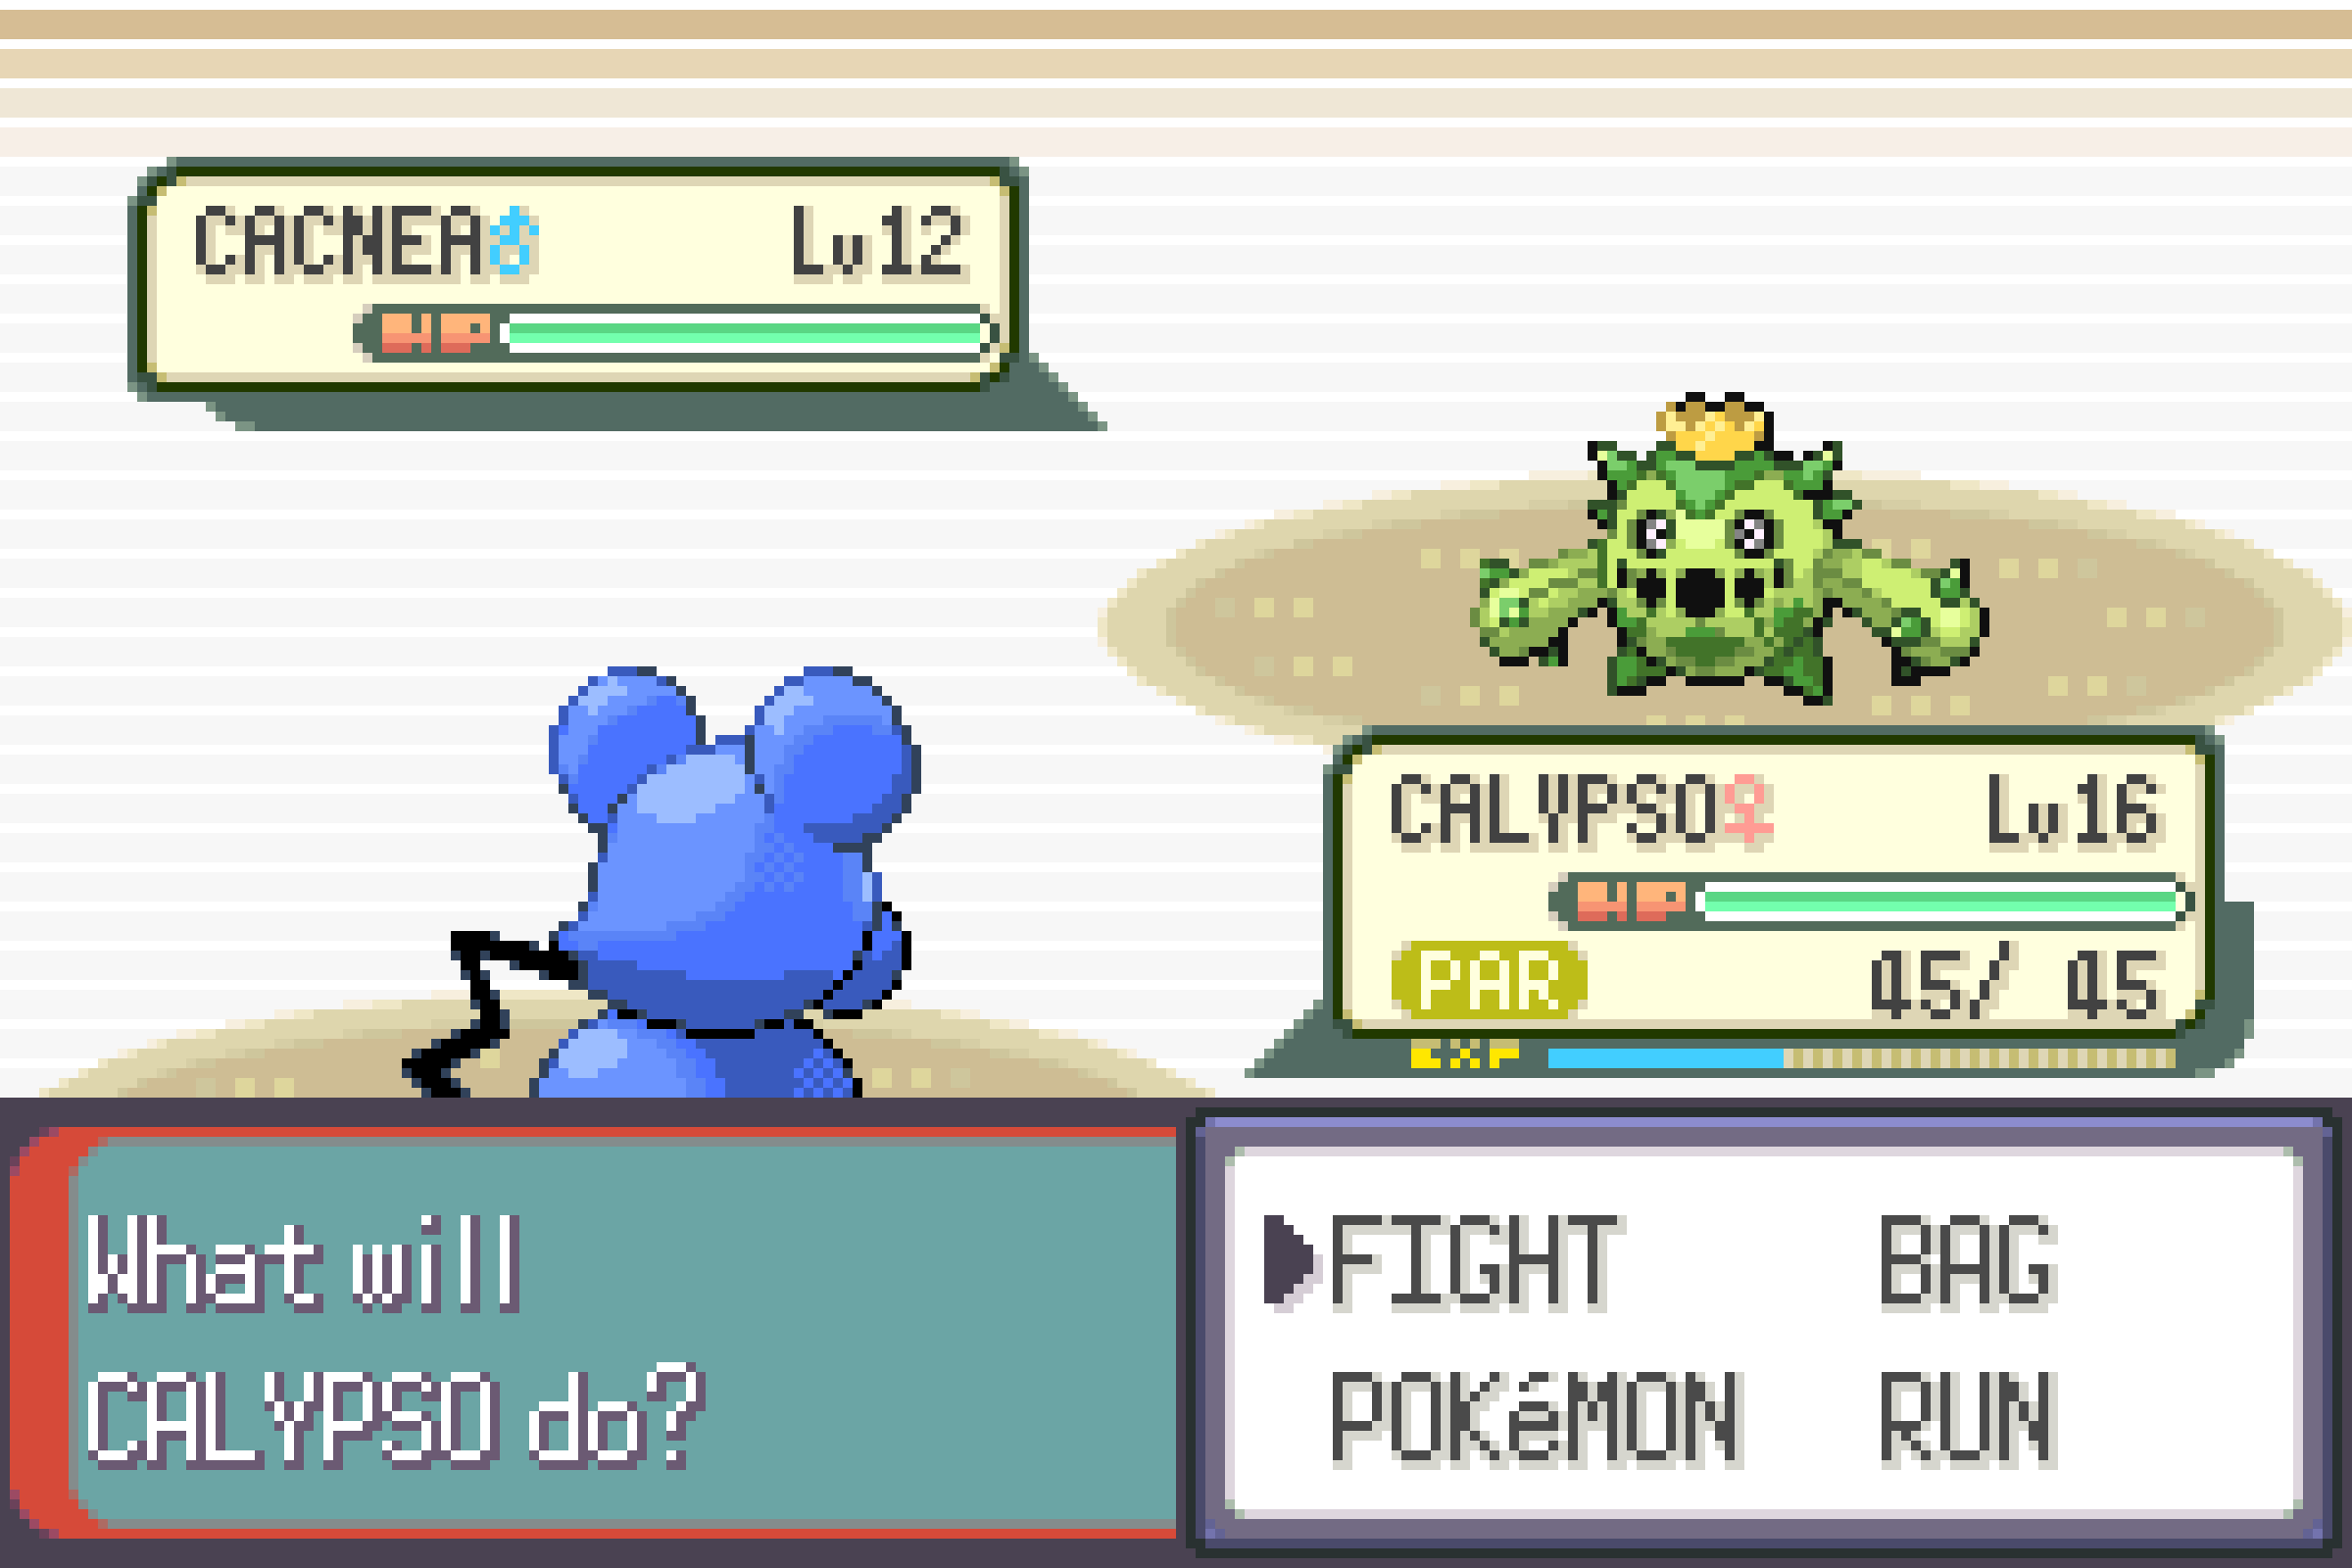 CACNEA♂ Lv12
HP
CALYPSO♀ Lv16
HP
PAR 45/ 45
EXP
What will
CALYPSO do?
▶FIGHT BAG
POKéMON RUN